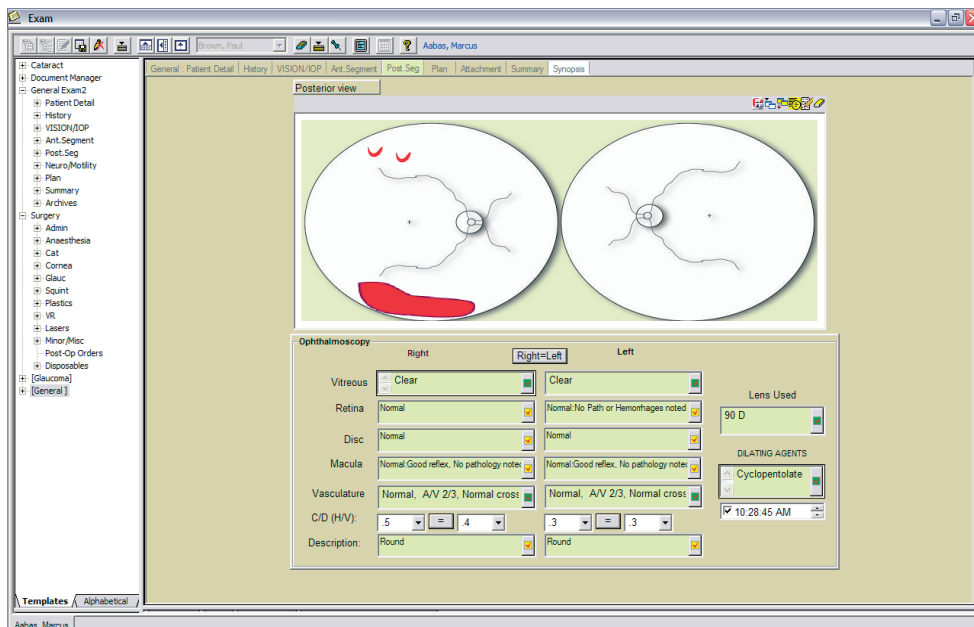 Exam
Brown, Paul
Aabas, Marcus
Cataract
Document Manager
General Exam2
Patient Detail
History
VISION/IOP
Ant.Segment
Post.Seg
Neuro/Motility
Plan
Summary
Archives
Surgery
Admin
Anaesthesia
Cat
Cornea
Glauc
Squint
Plastics
VR
Lasers
Minor/Misc
Post-Op Orders
Disposables
[Glaucoma]
[General ]
Templates Alphabetical
General : Patient Detail History VISION/IOP Ant.Segment Post.Seg Plan Attachment Summary Synopsis
Posterior view
Ophthalmoscopy
Right Right=Left Left
Vitreous Clear Clear
Retina Normal Normal:No Path or Hemorrhages noted
Disc Normal Normal
Macula Normal:Good reflex, No pathology noted Normal:Good reflex, No pathology noted
Vasculature Normal, A/V 2/3, Normal cross Normal, A/V 2/3, Normal cross
C/D (H/V): .5 = .4 .3 = .3
Description: Round Round
Lens Used
90 D
DILATING AGENTS
Cyclopentolate
10:28:45 AM
Aabas, Marcus